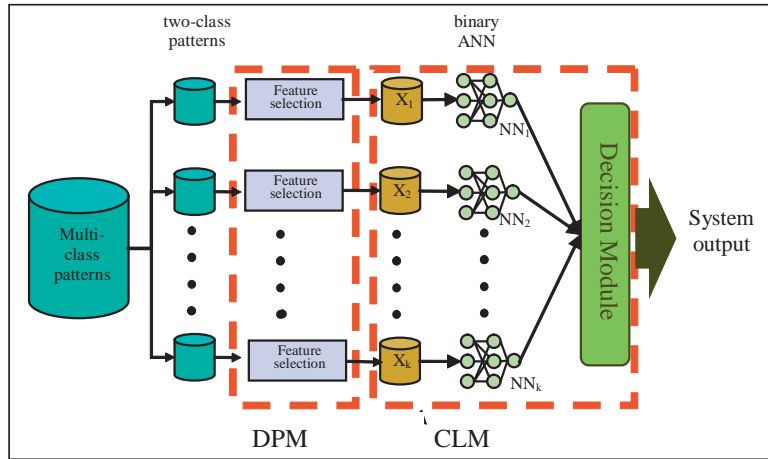 two-class
patterns
binary
ANN
Feature
selection
X1
NN1
Feature
selection
X2
NN2
Multi-
class
patterns
Decision Module
System
output
Feature
selection
Xk
NNk
DPM
CLM